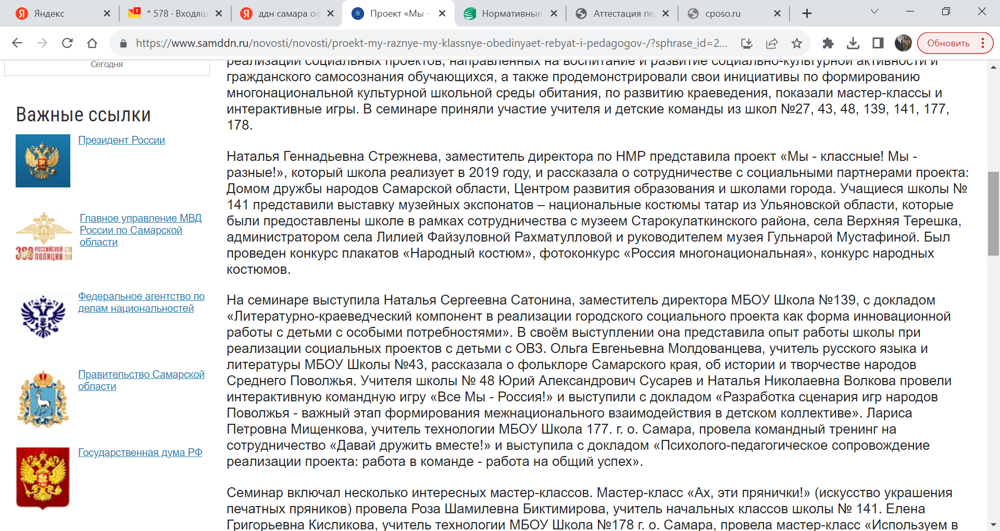 Яндекс
* 578 · Входящ
ддн самара оф
Проект «Мы –
Нормативные
Аттестация пе
cposo.ru
https://www.samddn.ru/novosti/novosti/proekt-my-raznye-my-klassnye-obedinyaet-rebyat-i-pedagogov-/?sphrase_id=2...
Обновить
Сегодня
Важные ссылки
Президент России
Главное управление МВД
России по Самарской
области
300 РОССИЙСКОЙ ПОЛИЦИИ 1718 2018
Федеральное агентство по
делам национальностей
Правительство Самарской
области
Государственная дума РФ
реализации социальных проектов, направленных на воспитание и развитие социально-культурной активности и
гражданского самосознания обучающихся, а также продемонстрировали свои инициативы по формированию
многонациональной культурной школьной среды обитания, по развитию краеведения, показали мастер-классы и
интерактивные игры. В семинаре приняли участие учителя и детские команды из школ №27, 43, 48, 139, 141, 177,
178.
Наталья Геннадьевна Стрежнева, заместитель директора по НМР представила проект «Мы - классные! Мы -
разные!», который школа реализует в 2019 году, и рассказала о сотрудничестве с социальными партнерами проекта:
Домом дружбы народов Самарской области, Центром развития образования и школами города. Учащиеся школы №
141 представили выставку музейных экспонатов – национальные костюмы татар из Ульяновской области, которые
были предоставлены школе в рамках сотрудничества с музеем Старокулаткинского района, села Верхняя Терешка,
администратором села Лилией Файзуловной Рахматулловой и руководителем музея Гульнарой Мустафиной. Был
проведен конкурс плакатов «Народный костюм», фотоконкурс «Россия многонациональная», конкурс народных
костюмов.
На семинаре выступила Наталья Сергеевна Сатонина, заместитель директора МБОУ Школа №139, с докладом
«Литературно-краеведческий компонент в реализации городского социального проекта как форма инновационной
работы с детьми с особыми потребностями». В своём выступлении она представила опыт работы школы при
реализации социальных проектов с детьми с ОВЗ. Ольга Евгеньевна Молдованцева, учитель русского языка и
литературы МБОУ Школы №43, рассказала о фольклоре Самарского края, об истории и творчестве народов
Среднего Поволжья. Учителя школы № 48 Юрий Александрович Сусарев и Наталья Николаевна Волкова провели
интерактивную командную игру «Все Мы - Россия!» и выступили с докладом «Разработка сценария игр народов
Поволжья - важный этап формирования межнационального взаимодействия в детском коллективе». Лариса
Петровна Мищенкова, учитель технологии МБОУ Школа 177. г. о. Самара, провела командный тренинг на
сотрудничество «Давай дружить вместе!» и выступила с докладом «Психолого-педагогическое сопровождение
реализации проекта: работа в команде - работа на общий успех».
Семинар включал несколько интересных мастер-классов. Мастер-класс «Ах, эти прянички!» (искусство украшения
печатных пряников) провела Роза Шамилевна Биктимирова, учитель начальных классов школы № 141. Елена
Григорьевна Кисликова, учитель технологии МБОУ Школа №178 г. о. Самара, провела мастер-класс «Используем в